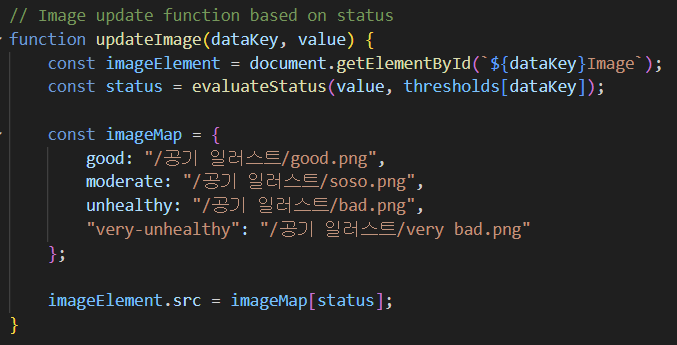 // Image update function based on status
function updateImage(dataKey, value) {
    const imageElement = document.getElementById(`${dataKey}Image`);
    const status = evaluateStatus(value, thresholds[dataKey]);

    const imageMap = {
        good: "/공기 일러스트/good.png",
        moderate: "/공기 일러스트/soso.png",
        unhealthy: "/공기 일러스트/bad.png",
        "very-unhealthy": "/공기 일러스트/very bad.png"
    };

    imageElement.src = imageMap[status];
}